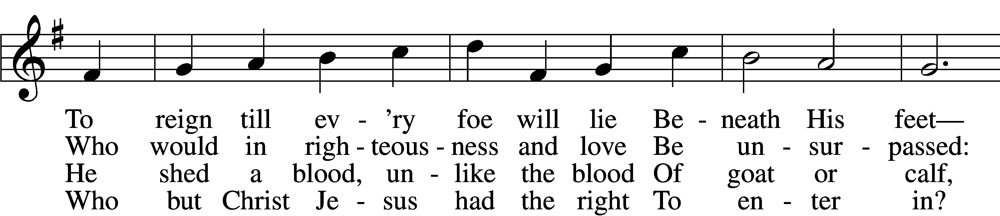 To reign till ev - ’ry foe will lie Be - neath His feet—
Who would in righ - teous - ness and love Be un - sur - passed:
He shed a blood, un - like the blood Of goat or calf,
Who but Christ Je - sus had the right To en - ter in?